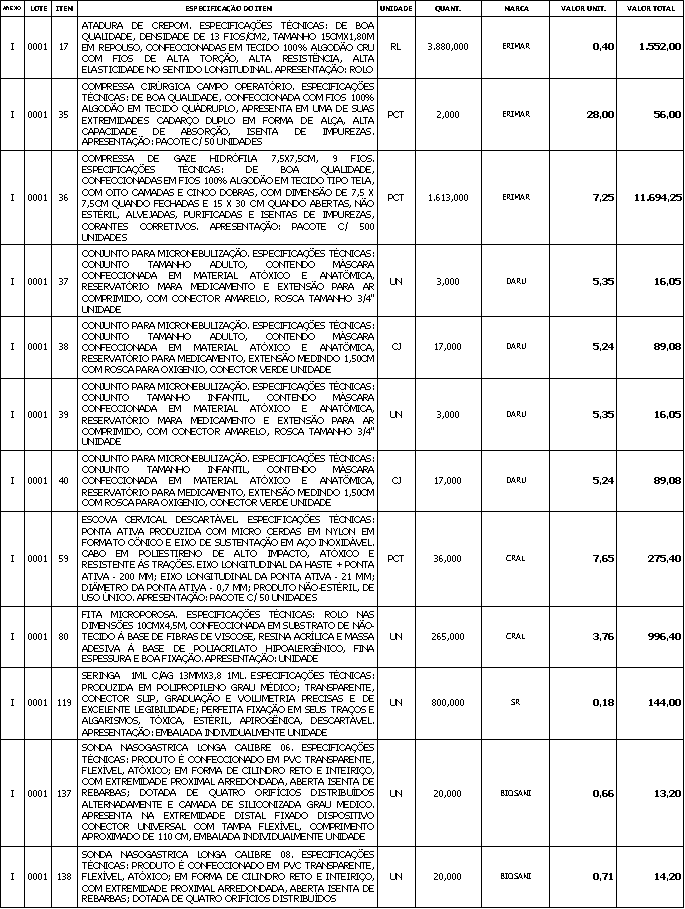 ANEXO LOTE ITEM ESPECIFICAÇÃO DO ITEM UNIDADE QUANT. MARCA VALOR UNIT. VALOR TOTAL
ATADURA DE CREPOM. ESPECIFICAÇÕES TÉCNICAS: DE BOA
QUALIDADE, DENSIDADE DE 13 FIOS/CM2, TAMANHO 15CMX1,80M
I 0001 17 EM REPOUSO, CONFECCIONADAS EM TECIDO 100% ALGODÃO CRU RL 3.880,000 ERIMAR 0,40 1.552,00
COM FIOS DE ALTA TORÇÃO, ALTA RESISTÊNCIA, ALTA
ELASTICIDADE NO SENTIDO LONGITUDINAL. APRESENTAÇÃO: ROLO
COMPRESSA CIRÚRGICA CAMPO OPERATÓRIO. ESPECIFICAÇÕES
TÉCNICAS: DE BOA QUALIDADE, CONFECCIONADA COM FIOS 100%
ALGODÃO EM TECIDO QUÁDRUPLO, APRESENTA EM UMA DE SUAS
I 0001 35 EXTREMIDADES CADARÇO DUPLO EM FORMA DE ALÇA, ALTA PCT 2,000 ERIMAR 28,00 56,00
CAPACIDADE DE ABSORÇÃO, ISENTA DE IMPUREZAS.
APRESENTAÇÃO: PACOTE C/ 50 UNIDADES
COMPRESSA DE GAZE HIDRÓFILA 7,5X7,5CM, 9 FIOS.
ESPECIFICAÇÕES TÉCNICAS: DE BOA QUALIDADE,
CONFECCIONADAS EM FIOS 100% ALGODÃO EM TECIDO TIPO TELA,
I 0001 36 COM OITO CAMADAS E CINCO DOBRAS, COM DIMENSÃO DE 7,5 X PCT 1.613,000 ERIMAR 7,25 11.694,25
7,5CM QUANDO FECHADAS E 15 X 30 CM QUANDO ABERTAS, NÃO
ESTÉRIL, ALVEJADAS, PURIFICADAS E ISENTAS DE IMPUREZAS,
CORANTES CORRETIVOS. APRESENTAÇÃO: PACOTE C/ 500
UNIDADES
CONJUNTO PARA MICRONEBULIZAÇÃO. ESPECIFICAÇÕES TÉCNICAS:
CONJUNTO TAMANHO ADULTO, CONTENDO MÁSCARA
I 0001 37 CONFECCIONADA EM MATERIAL ATÓXICO E ANATÔMICA, UN 3,000 DARU 5,35 16,05
RESERVATÓRIO MARA MEDICAMENTO E EXTENSÃO PARA AR
COMPRIMIDO, COM CONECTOR AMARELO, ROSCA TAMANHO 3/4"
UNIDADE
CONJUNTO PARA MICRONEBULIZAÇÃO. ESPECIFICAÇÕES TÉCNICAS:
CONJUNTO TAMANHO ADULTO, CONTENDO MÁSCARA
I 0001 38 CONFECCIONADA EM MATERIAL ATÓXICO E ANATÔMICA, CJ 17,000 DARU 5,24 89,08
RESERVATÓRIO PARA MEDICAMENTO, EXTENSÃO MEDINDO 1,50CM
COM ROSCA PARA OXIGENIO, CONECTOR VERDE UNIDADE
CONJUNTO PARA MICRONEBULIZAÇÃO. ESPECIFICAÇÕES TÉCNICAS:
CONJUNTO TAMANHO INFANTIL, CONTENDO MÁSCARA
I 0001 39 CONFECCIONADA EM MATERIAL ATÓXICO E ANATÔMICA, UN 3,000 DARU 5,35 16,05
RESERVATÓRIO MARA MEDICAMENTO E EXTENSÃO PARA AR
COMPRIMIDO, COM CONECTOR AMARELO, ROSCA TAMANHO 3/4"
UNIDADE
CONJUNTO PARA MICRONEBULIZAÇÃO. ESPECIFICAÇÕES TÉCNICAS:
CONJUNTO TAMANHO INFANTIL, CONTENDO MÁSCARA
I 0001 40 CONFECCIONADA EM MATERIAL ATÓXICO E ANATÔMICA, CJ 17,000 DARU 5,24 89,08
RESERVATÓRIO PARA MEDICAMENTO, EXTENSÃO MEDINDO 1,50CM
COM ROSCA PARA OXIGENIO, CONECTOR VERDE UNIDADE
ESCOVA CERVICAL DESCARTÁVEL. ESPECIFICAÇÕES TÉCNICAS:
PONTA ATIVA PRODUZIDA COM MICRO CERDAS EM NYLON EM
FORMATO CÔNICO E EIXO DE SUSTENTAÇÃO EM AÇO INOXIDÁVEL.
I 0001 59 CABO EM POLIESTIRENO DE ALTO IMPACTO, ATÓXICO E PCT 36,000 CRAL 7,65 275,40
RESISTENTE ÀS TRAÇÕES. EIXO LONGITUDINAL DA HASTE + PONTA
ATIVA - 200 MM; EIXO LONGITUDINAL DA PONTA ATIVA - 21 MM;
DIÂMETRO DA PONTA ATIVA - 0,7 MM; PRODUTO NÃO-ESTÉRIL, DE
USO ÚNICO. APRESENTAÇÃO: PACOTE C/ 50 UNIDADES
FITA MICROPOROSA. ESPECIFICAÇÕES TÉCNICAS: ROLO NAS
DIMENSÕES 10CMX4,5M, CONFECCIONADA EM SUBSTRATO DE NÃO-
I 0001 80 TECIDO À BASE DE FIBRAS DE VISCOSE, RESINA ACRÍLICA E MASSA UN 265,000 CRAL 3,76 996,40
ADESIVA À BASE DE POLIACRILATO HIPOALERGÊNICO, FINA
ESPESSURA E BOA FIXAÇÃO. APRESENTAÇÃO: UNIDADE
SERINGA 1ML C/AG 13MMX3,8 1ML. ESPECIFICAÇÕES TÉCNICAS:
PRODUZIDA EM POLIPROPILENO GRAU MÉDICO; TRANSPARENTE,
CONECTOR SLIP, GRADUAÇÃO E VOLUMETRIA PRECISAS E DE
I 0001 119 EXCELENTE LEGIBILIDADE; PERFEITA FIXAÇÃO EM SEUS TRAÇOS E UN 800,000 SR 0,18 144,00
ALGARISMOS, TÓXICA, ESTÉRIL, APIROGÊNICA, DESCARTÁVEL.
APRESENTAÇÃO: EMBALADA INDIVIDUALMENTE UNIDADE
SONDA NASOGASTRICA LONGA CALIBRE 06. ESPECIFICAÇÕES
TÉCNICAS: PRODUTO É CONFECCIONADO EM PVC TRANSPARENTE,
FLEXÍVEL, ATÓXICO; EM FORMA DE CILINDRO RETO E INTEIRIÇO,
COM EXTREMIDADE PROXIMAL ARREDONDADA, ABERTA ISENTA DE
I 0001 137 REBARBAS; DOTADA DE QUATRO ORIFÍCIOS DISTRIBUÍDOS UN 20,000 BIOSANI 0,66 13,20
ALTERNADAMENTE E CAMADA DE SILICONIZADA GRAU MEDICO.
APRESENTA NA EXTREMIDADE DISTAL FIXADO DISPOSITIVO
CONECTOR UNIVERSAL COM TAMPA FLEXÍVEL, COMPRIMENTO
APROXIMADO DE 110 CM, EMBALADA INDIVIDUALMENTE UNIDADE
SONDA NASOGASTRICA LONGA CALIBRE 08. ESPECIFICAÇÕES
TÉCNICAS: PRODUTO É CONFECCIONADO EM PVC TRANSPARENTE,
I 0001 138 FLEXÍVEL, ATÓXICO; EM FORMA DE CILINDRO RETO E INTEIRIÇO, UN 20,000 BIOSANI 0,71 14,20
COM EXTREMIDADE PROXIMAL ARREDONDADA, ABERTA ISENTA DE
REBARBAS; DOTADA DE QUATRO ORIFÍCIOS DISTRIBUÍDOS